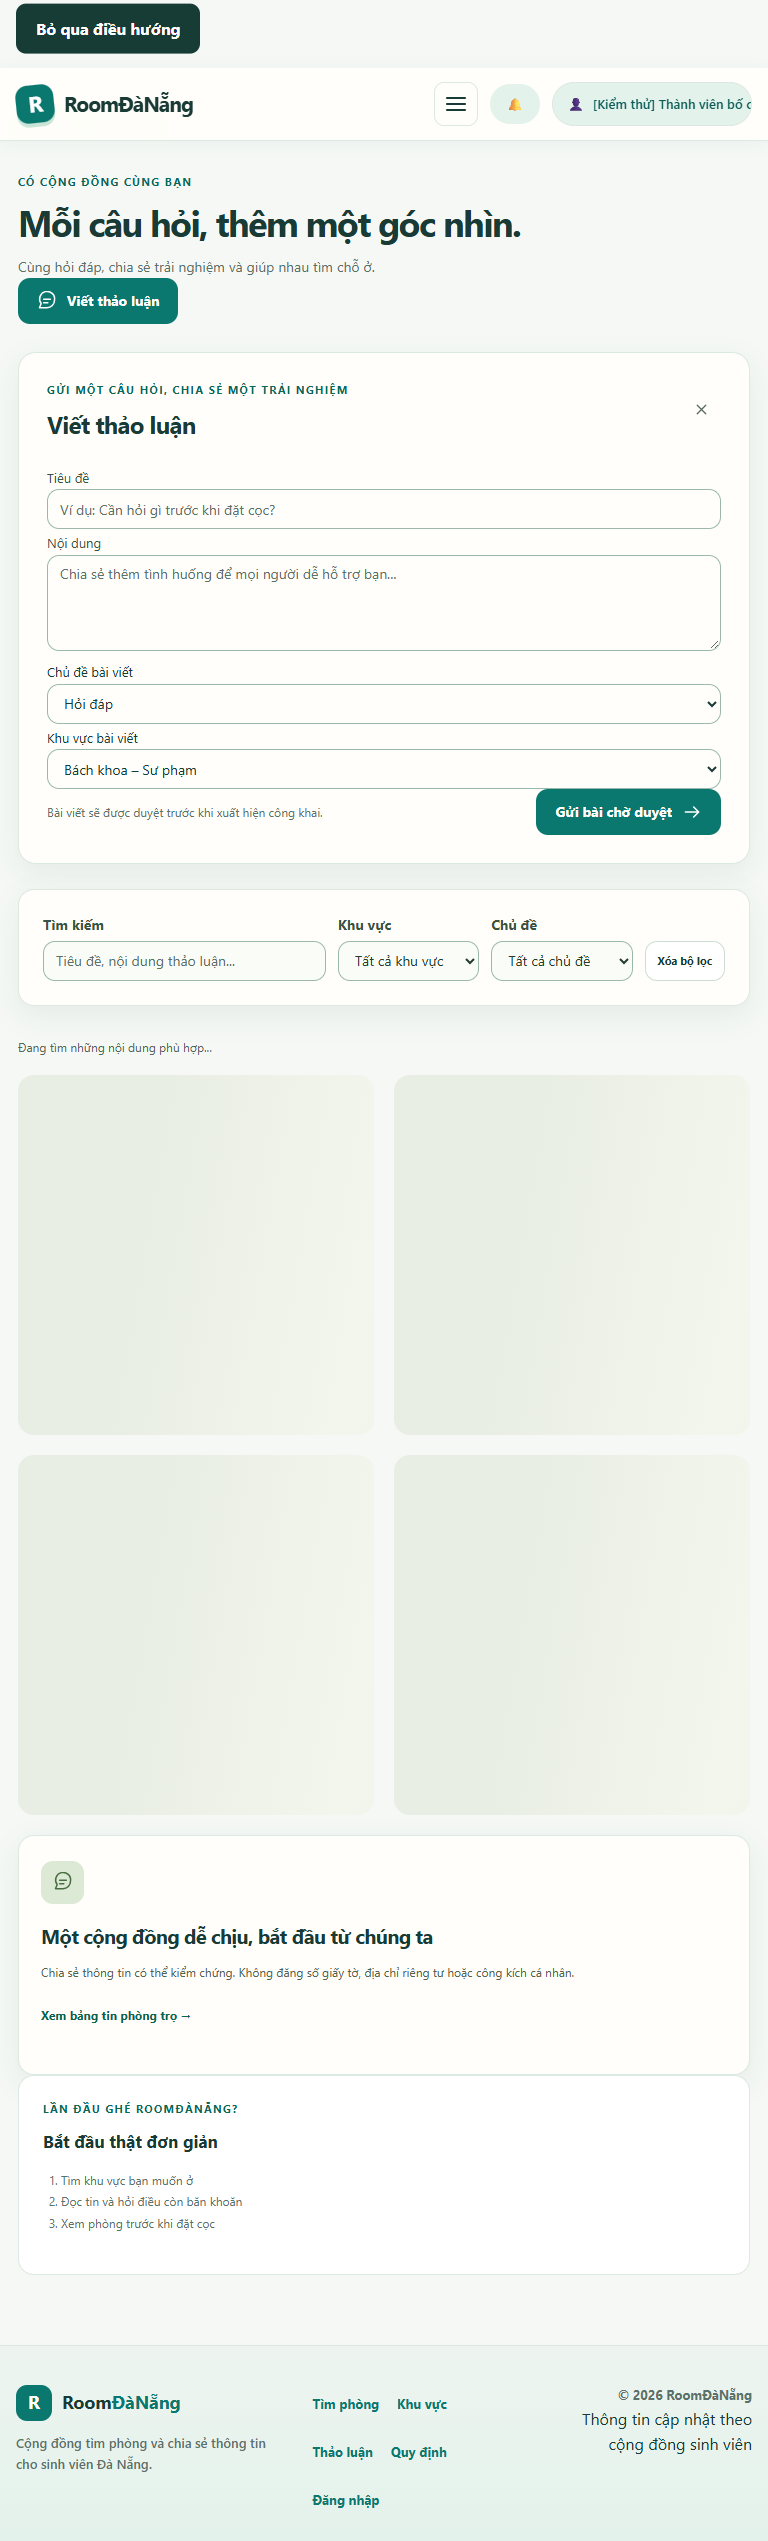 Bỏ qua điều hướng
R RoomĐàNẵng
[Kiểm thử] Thành viên bố c
CÓ CỘNG ĐỒNG CÙNG BẠN
Mỗi câu hỏi, thêm một góc nhìn.
Cùng hỏi đáp, chia sẻ trải nghiệm và giúp nhau tìm chỗ ở.
Viết thảo luận
GỬI MỘT CÂU HỎI, CHIA SẺ MỘT TRẢI NGHIỆM
Viết thảo luận
Tiêu đề
Ví dụ: Cần hỏi gì trước khi đặt cọc?
Nội dung
Chia sẻ thêm tình huống để mọi người dễ hỗ trợ bạn...
Chủ đề bài viết
Hỏi đáp
Khu vực bài viết
Bách khoa – Sư phạm
Bài viết sẽ được duyệt trước khi xuất hiện công khai.
Gửi bài chờ duyệt →
Tìm kiếm Khu vực Chủ đề
Tiêu đề, nội dung thảo luận... Tất cả khu vực Tất cả chủ đề Xóa bộ lọc
Đang tìm những nội dung phù hợp...
Một cộng đồng dễ chịu, bắt đầu từ chúng ta
Chia sẻ thông tin có thể kiểm chứng. Không đăng số giấy tờ, địa chỉ riêng tư hoặc công kích cá nhân.
Xem bảng tin phòng trọ →
LẦN ĐẦU GHÉ ROOMĐÀNẴNG?
Bắt đầu thật đơn giản
1. Tìm khu vực bạn muốn ở
2. Đọc tin và hỏi điều còn băn khoăn
3. Xem phòng trước khi đặt cọc
R RoomĐàNẵng
Cộng đồng tìm phòng và chia sẻ thông tin
cho sinh viên Đà Nẵng.
Tìm phòng Khu vực
Thảo luận Quy định
Đăng nhập
© 2026 RoomĐàNẵng
Thông tin cập nhật theo
cộng đồng sinh viên